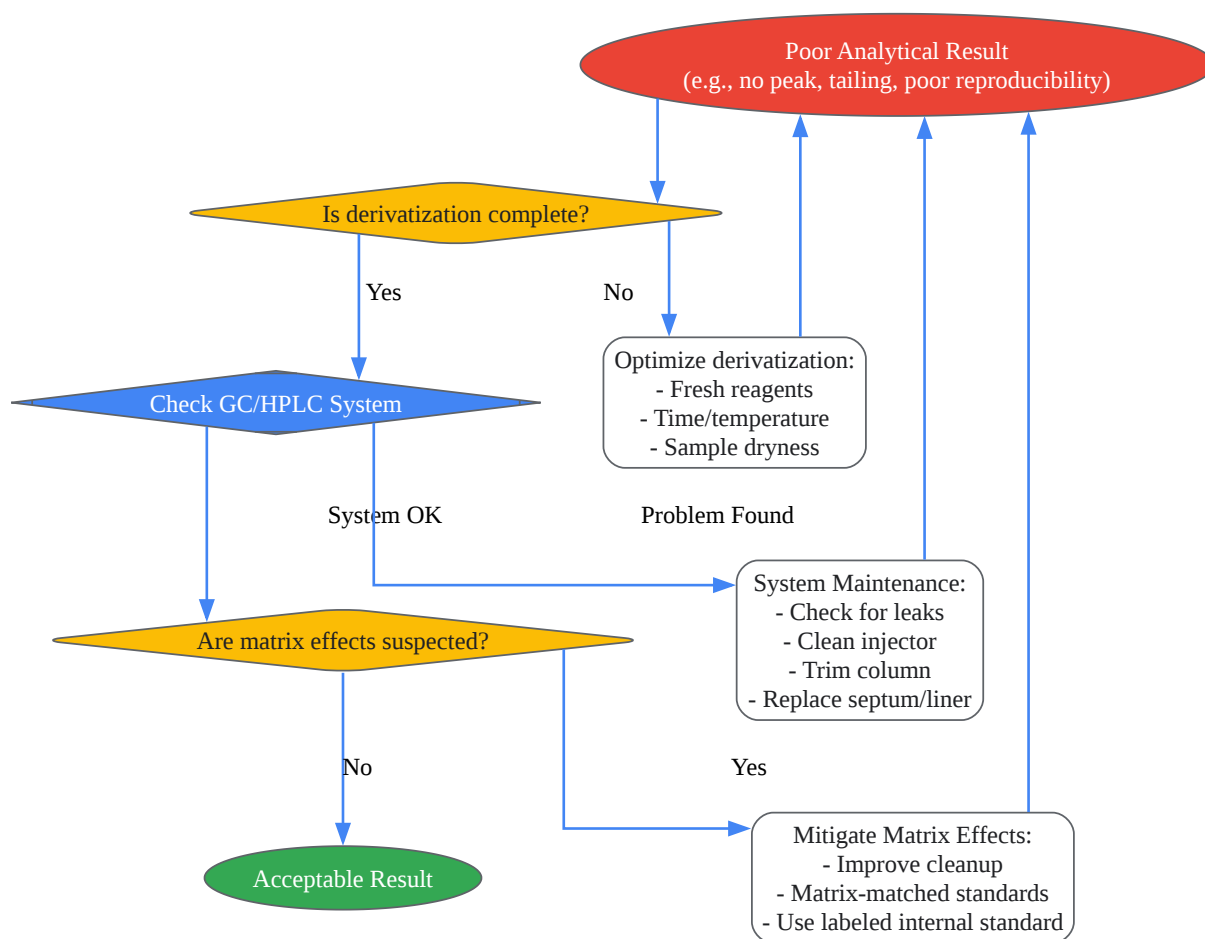 Poor Analytical Result
(e.g., no peak, tailing, poor reproducibility)
Is derivatization complete?
Yes
No
Optimize derivatization:
- Fresh reagents
- Time/temperature
- Sample dryness
Check GC/HPLC System
System OK
Problem Found
System Maintenance:
- Check for leaks
- Clean injector
- Trim column
- Replace septum/liner
Are matrix effects suspected?
No
Yes
Mitigate Matrix Effects:
- Improve cleanup
- Matrix-matched standards
- Use labeled internal standard
Acceptable Result